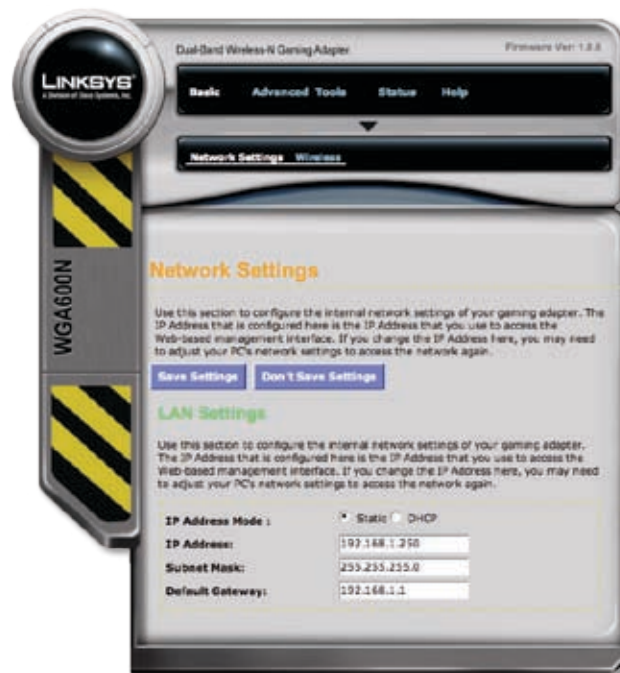 LINKSYS®
A Division of Cisco Systems, Inc.
Dual-Band Wireless-N Gaming Adapter
Firmware Ver: 1.0.0
Basic Advanced Tools Status Help
Network Settings Wireless
WGA600N
Network Settings
Use this section to configure the internal network settings of your gaming adapter. The
IP Address that is configured here is the IP Address that you use to access the
Web-based management interface. If you change the IP Address here, you may need
to adjust your PC's network settings to access the network again.
Save Settings Don't Save Settings
LAN Settings
Use this section to configure the internal network settings of your gaming adapter.
The IP Address that is configured here is the IP Address that you use to access the
Web-based management interface. If you change the IP Address here, you may need
to adjust your PC's network settings to access the network again.
IP Address Mode : Static DHCP
IP Address: 192.168.1.250
Subnet Mask: 255.255.255.0
Default Gateway: 192.168.1.1